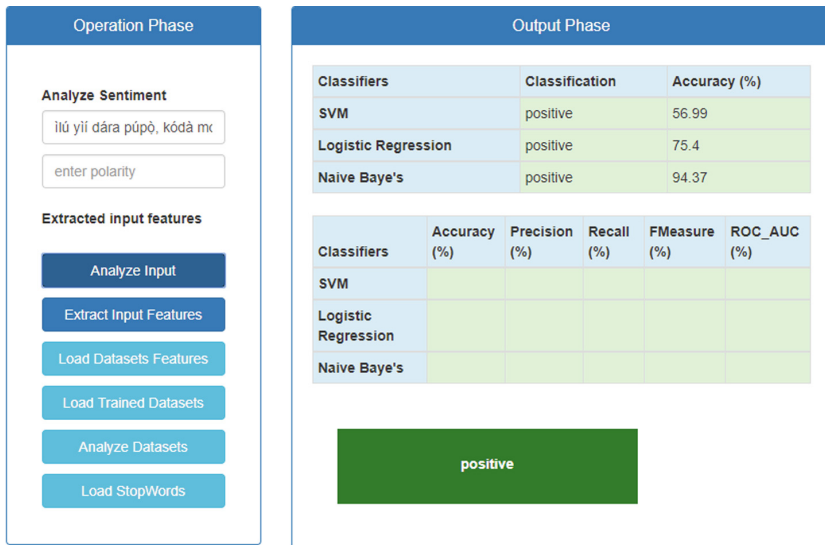 Operation Phase
Analyze Sentiment
ìlú yìí dára púpọ̀, kódà mo
enter polarity
Extracted input features
Analyze Input
Extract Input Features
Load Datasets Features
Load Trained Datasets
Analyze Datasets
Load StopWords
Output Phase
Classifiers Classification Accuracy (%)
SVM positive 56.99
Logistic Regression positive 75.4
Naive Baye's positive 94.37
Classifiers Accuracy (%) Precision (%) Recall (%) FMeasure (%) ROC_AUC (%)
SVM
Logistic
Regression
Naive Baye's
positive